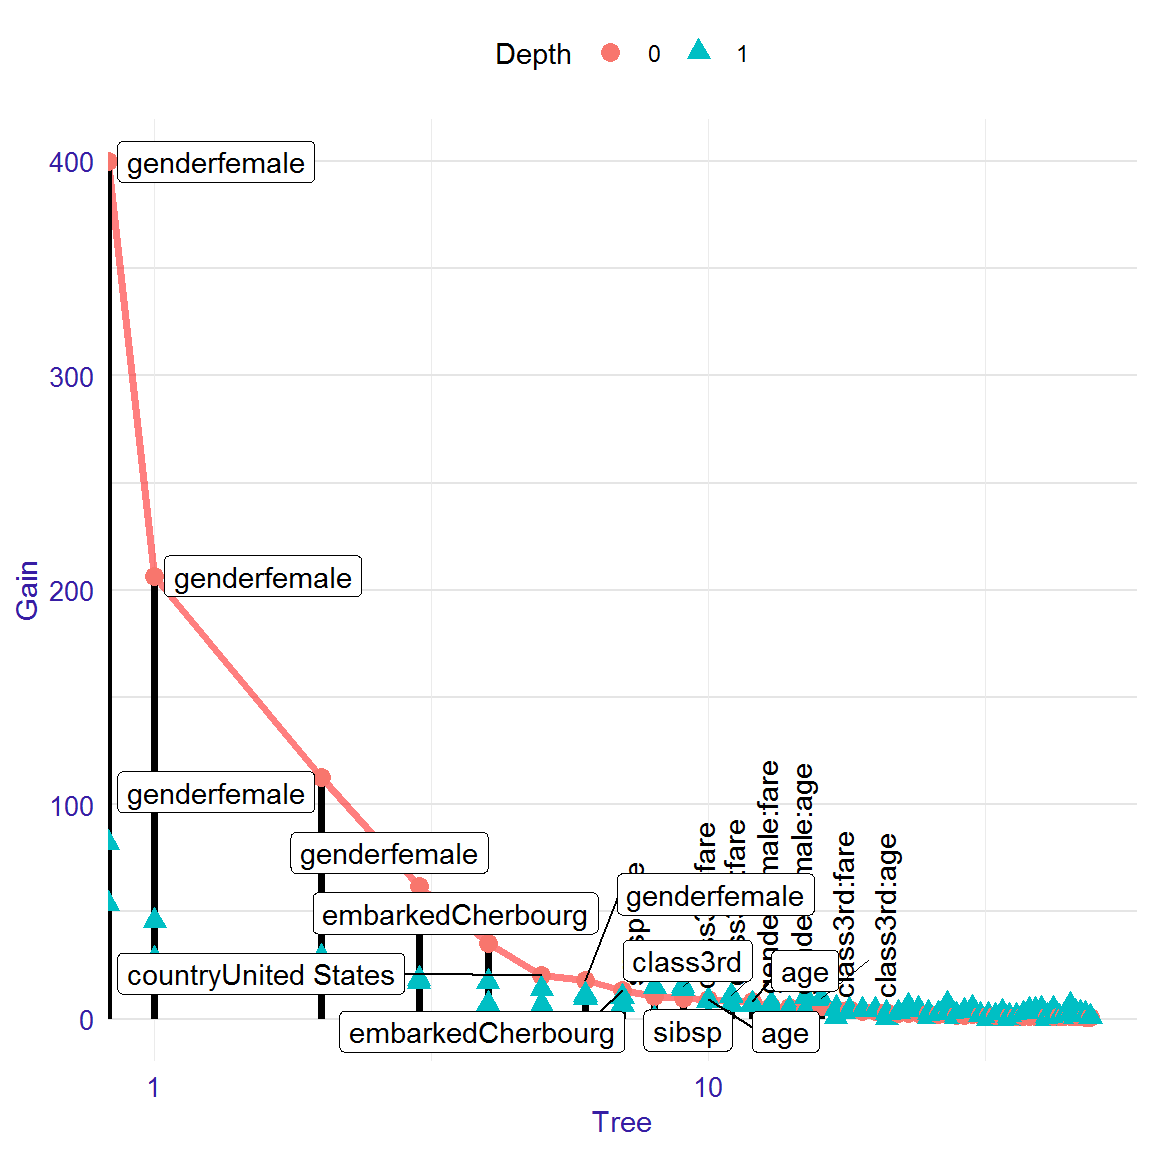 Depth 0 1
400
genderfemale
300
Gain
200
genderfemale
100
genderfemale
genderfemale
genderfemale
embarkedCherbourg
class3rd
countryUnited States
age
embarkedCherbourg
sibsp
age
class3rd:fare
class3rd:age
0
1
10
Tree